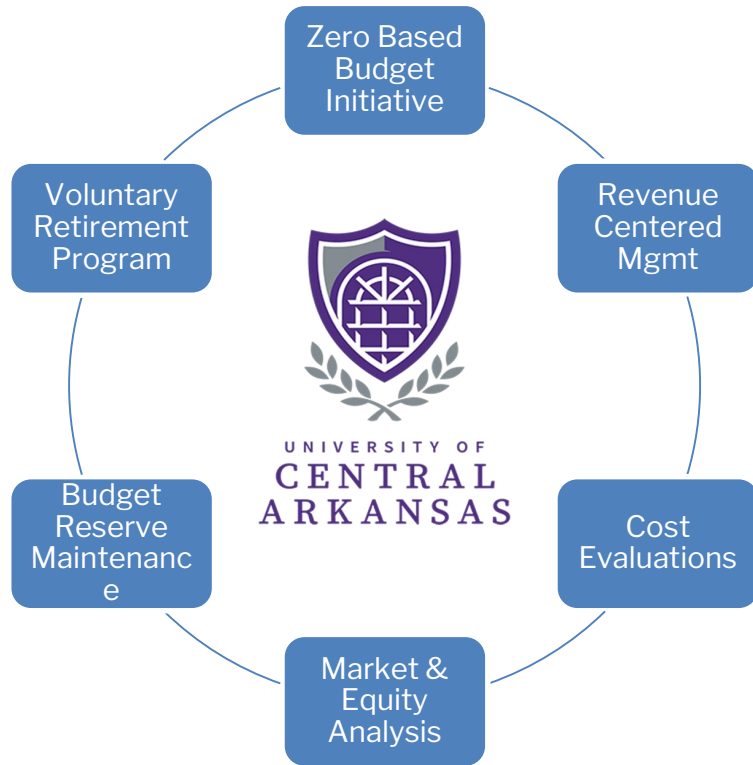 Zero Based
Budget
Initiative
Voluntary
Retirement
Program
Revenue
Centered
Mgmt
UNIVERSITY OF
CENTRAL
ARKANSAS
Budget
Reserve
Maintenanc
e
Cost
Evaluations
Market &
Equity
Analysis